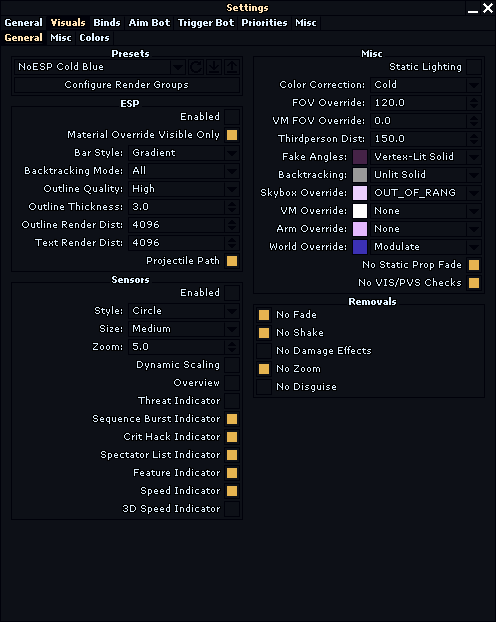 Settings
General Visuals Binds Aim Bot Trigger Bot Priorities Misc
General Misc Colors
Presets
NoESP Cold Blue
Configure Render Groups
ESP
Enabled
Material Override Visible Only
Bar Style: Gradient
Backtracking Mode: All
Outline Quality: High
Outline Thickness: 3.0
Outline Render Dist: 4096
Text Render Dist: 4096
Projectile Path
Sensors
Enabled
Style: Circle
Size: Medium
Zoom: 5.0
Dynamic Scaling
Overview
Threat Indicator
Sequence Burst Indicator
Crit Hack Indicator
Spectator List Indicator
Feature Indicator
Speed Indicator
3D Speed Indicator
Misc
Static Lighting
Color Correction: Cold
FOV Override: 120.0
VM FOV Override: 0.0
Thirdperson Dist: 150.0
Fake Angles: Vertex-Lit Solid
Backtracking: Unlit Solid
Skybox Override: OUT_OF_RANG
VM Override: None
Arm Override: None
World Override: Modulate
No Static Prop Fade
No VIS/PVS Checks
Removals
No Fade
No Shake
No Damage Effects
No Zoom
No Disguise